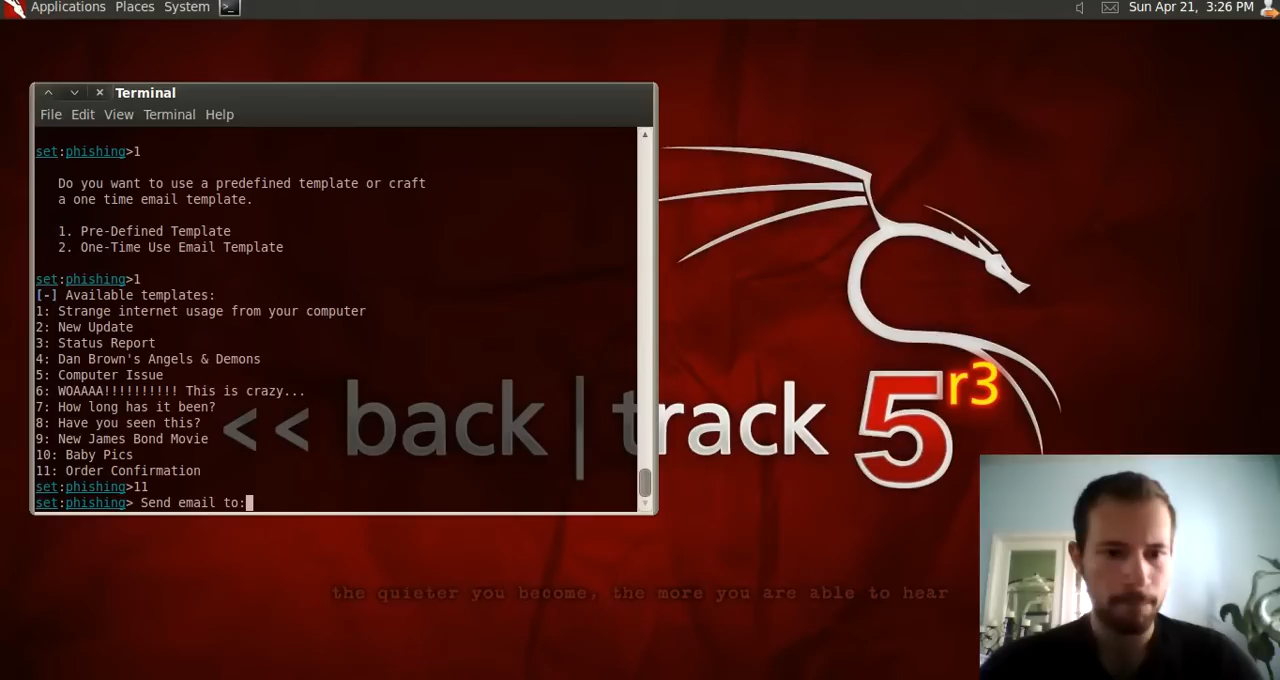 Applications Places System
Sun Apr 21, 3:26 PM
Terminal
File Edit View Terminal Help
set:phishing>1
Do you want to use a predefined template or craft
a one time email template.
1. Pre-Defined Template
2. One-Time Use Email Template
set:phishing>1
[-] Available templates:
1: Strange internet usage from your computer
2: New Update
3: Status Report
4: Dan Brown's Angels & Demons
5: Computer Issue
6: WOAAAA!!!!!!!!!! This is crazy...
7: How long has it been?
8: Have you seen this?
9: New James Bond Movie
10: Baby Pics
11: Order Confirmation
set:phishing>11
set:phishing> Send email to:
<< back | track 5 r3
the quieter you become, the more you are able to hear